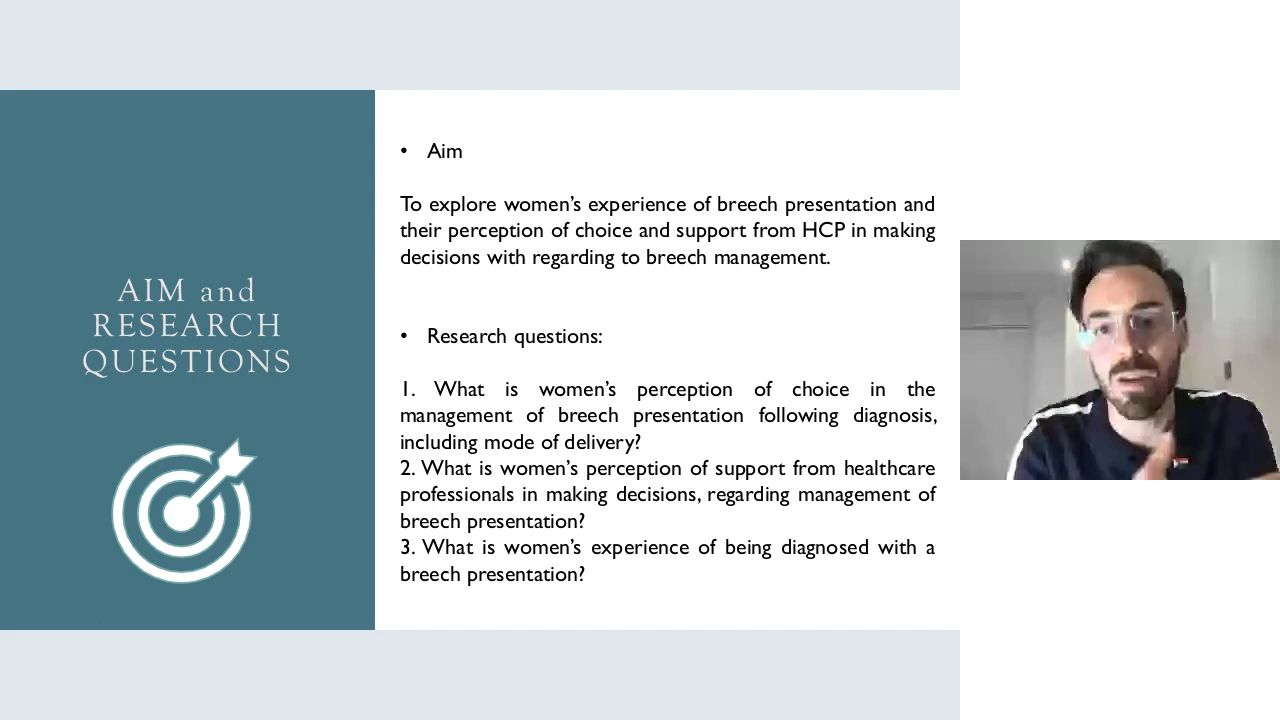 AIM and
RESEARCH
QUESTIONS
• Aim
To explore women’s experience of breech presentation and
their perception of choice and support from HCP in making
decisions with regarding to breech management.
• Research questions:
1. What is women’s perception of choice in the
management of breech presentation following diagnosis,
including mode of delivery?
2. What is women’s perception of support from healthcare
professionals in making decisions, regarding management of
breech presentation?
3. What is women’s experience of being diagnosed with a
breech presentation?